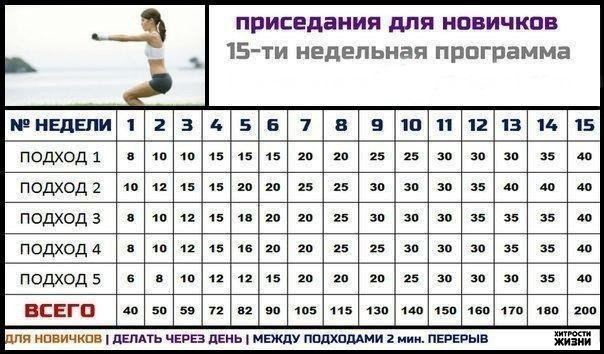 приседания для новичков
15-ти недельная программа
№ НЕДЕЛИ 1 2 3 4 5 6 7 8 9 10 11 12 13 14 15
ПОДХОД 1 8 10 10 15 15 15 20 20 25 25 30 30 30 35 40
ПОДХОД 2 10 12 15 15 20 20 25 25 30 30 30 35 40 40 40
ПОДХОД 3 8 10 12 15 18 20 20 25 25 30 30 30 35 35 40
ПОДХОД 4 8 10 12 15 16 20 20 25 25 30 30 30 35 35 40
ПОДХОД 5 6 8 10 12 12 15 20 20 20 25 25 30 30 35 40
ВСЕГО 40 50 59 72 82 90 105 115 130 140 150 160 170 180 200
ДЛЯ НОВИЧКОВ | ДЕЛАТЬ ЧЕРЕЗ ДЕНЬ | МЕЖДУ ПОДХОДАМИ 2 мин. ПЕРЕРЫВ
ХИТРОСТИ
ЖИЗНИ